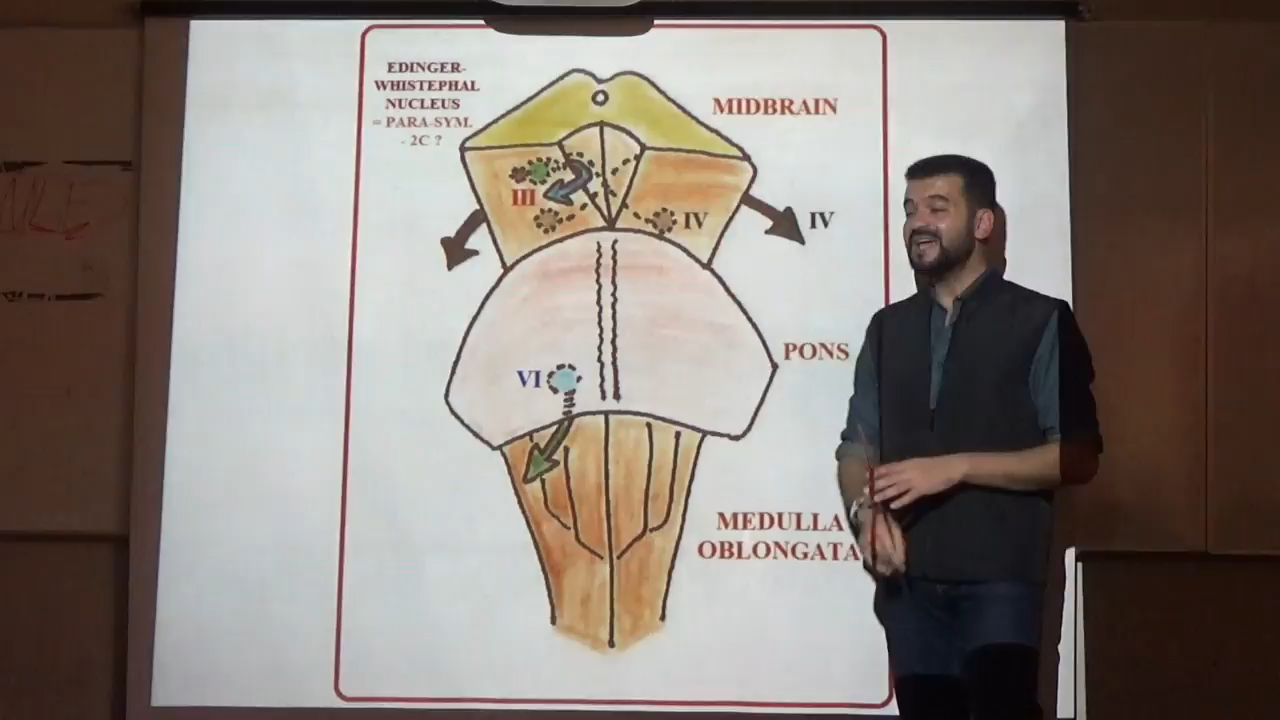 EDINGER-
WHISTEPHAL
NUCLEUS
= PARA-SYM.
- 2C ?
MIDBRAIN
III
IV
IV
PONS
VI
MEDULLA
OBLONGATA